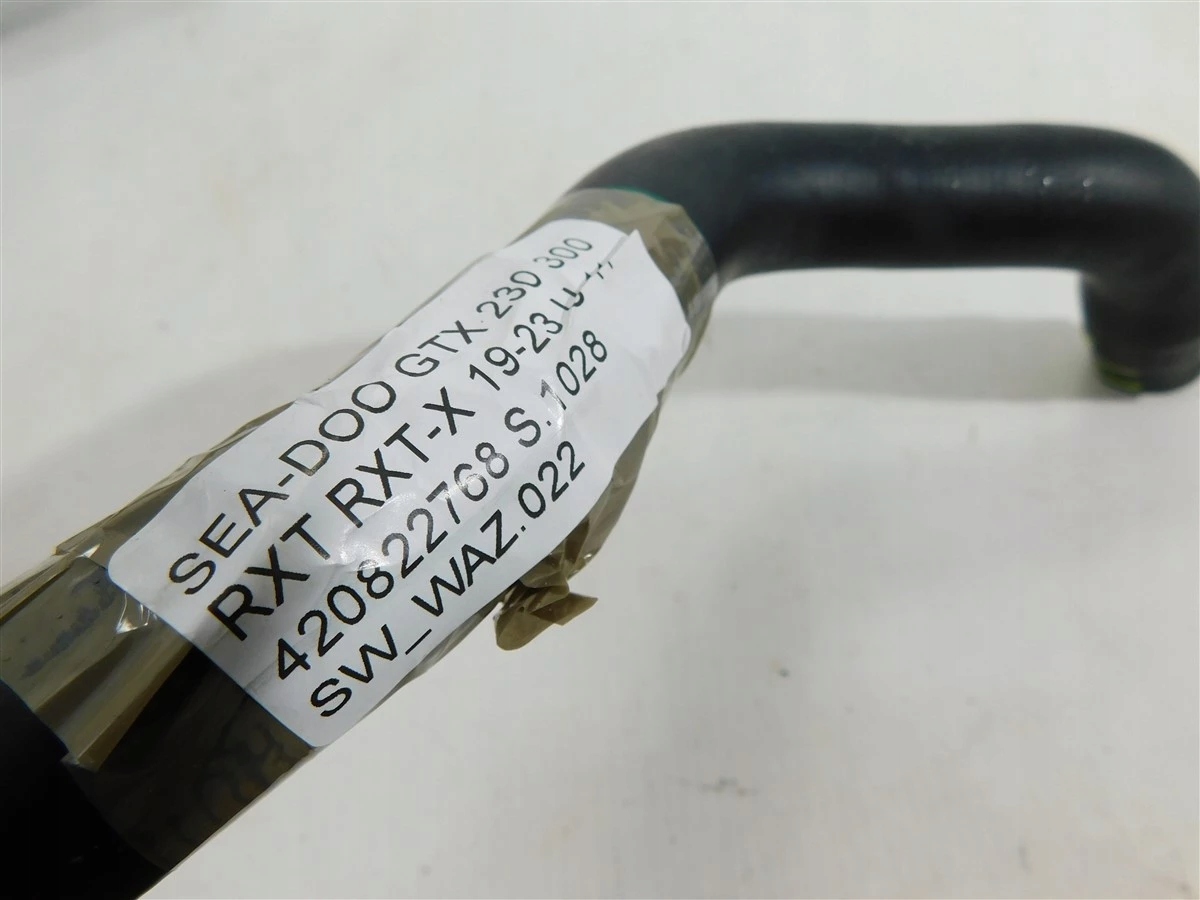 SEA-DOO GTX 230 300
RXT RXT-X 19-23
420822768 S.1028
SW_WAZ.022